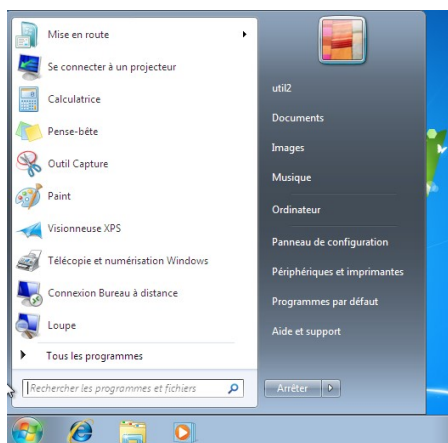 Mise en route
Se connecter à un projecteur
Calculatrice
Pense-bête
Outil Capture
Paint
Visionneuse XPS
Télécopie et numérisation Windows
Connexion Bureau à distance
Loupe
Tous les programmes
Rechercher les programmes et fichiers
util2
Documents
Images
Musique
Ordinateur
Panneau de configuration
Périphériques et imprimantes
Programmes par défaut
Aide et support
Arrêter